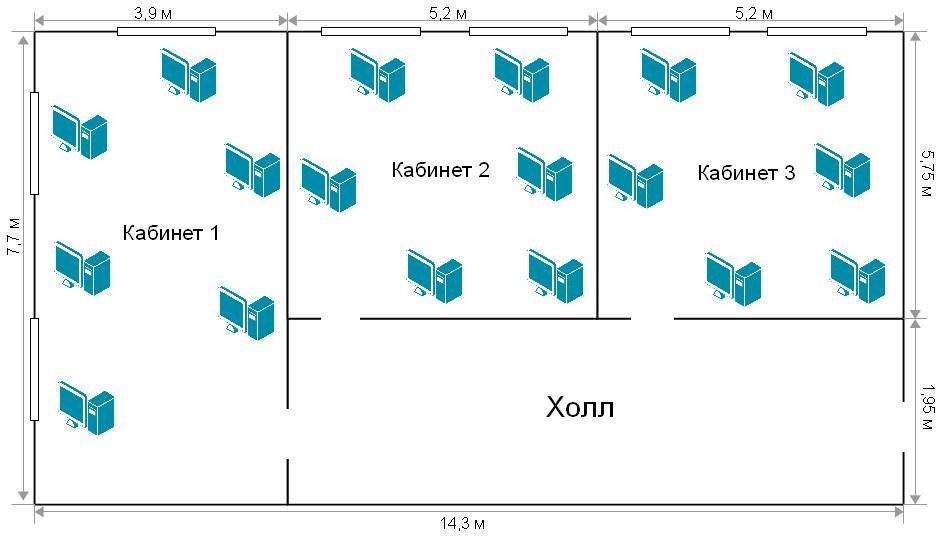 3,9 м
5,2 м
5,2 м
Кабинет 2
Кабинет 3
5,75 м
Кабинет 1
7,7 м
Холл
1,95 м
14,3 м